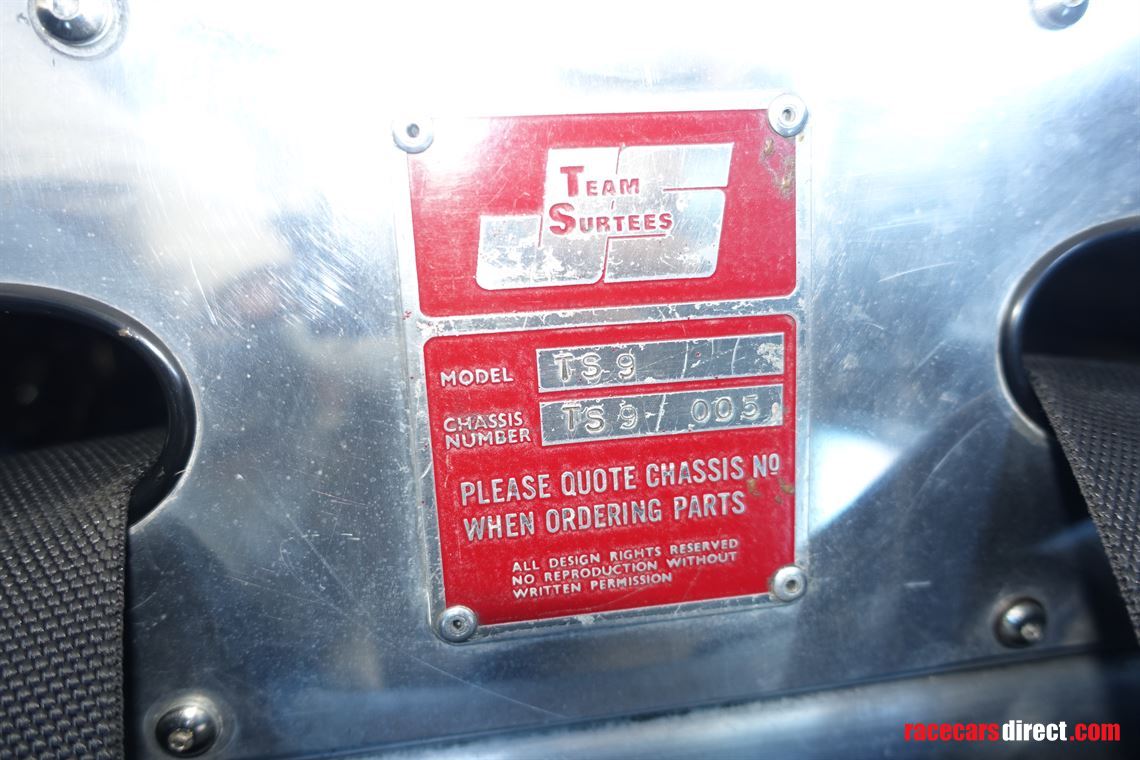 TEAM
SURTEES
MODEL TS 9
CHASSIS
NUMBER TS 9 005
PLEASE QUOTE CHASSIS Nº
WHEN ORDERING PARTS
ALL DESIGN RIGHTS RESERVED
NO REPRODUCTION WITHOUT
WRITTEN PERMISSION
racecarsdirect.com